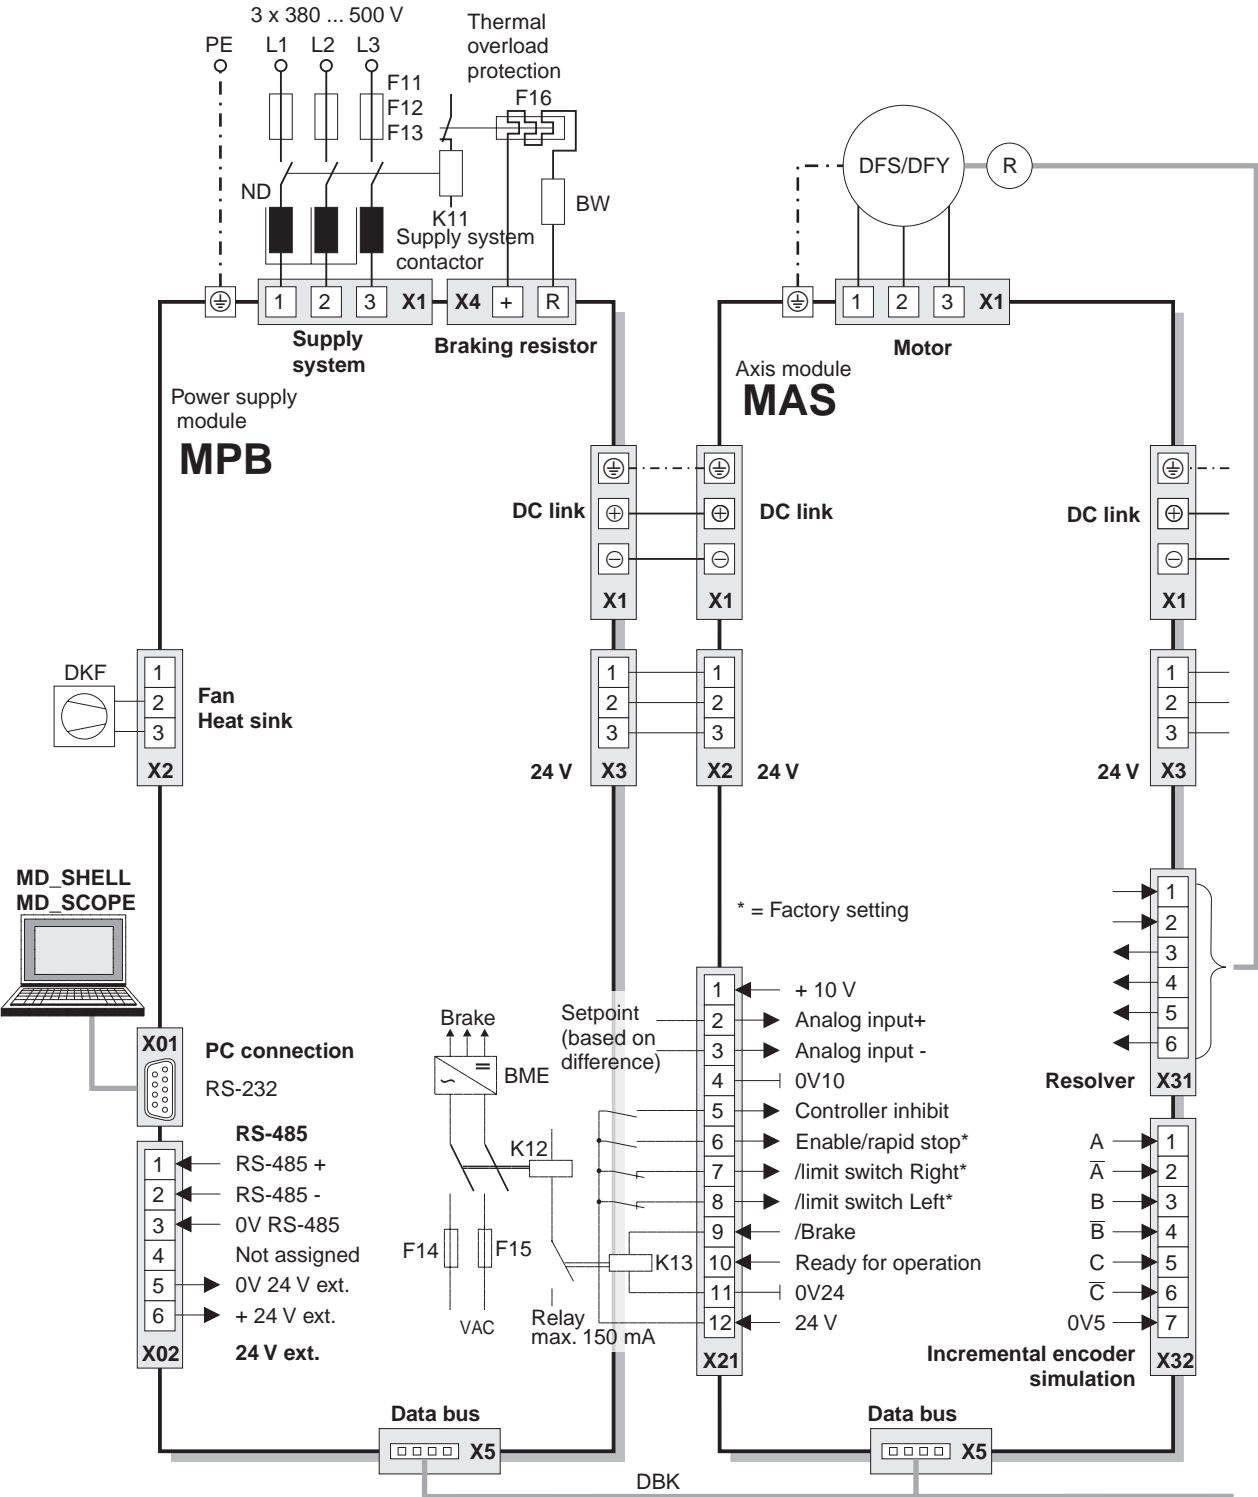 3 x 380 ... 500 V
PE L1 L2 L3
F11
F12
F13
Thermal
overload
protection
F16
ND
K11
Supply system
contactor
BW
DFS/DFY
R
1 2 3 X1
X4 + R
1 2 3 X1
Supply
system
Braking resistor
Motor
Power supply
module
MPB
Axis module
MAS
DC link
X1
DC link
X1
DC link
X1
DKF
1
2
3
X2
Fan
Heat sink
1
2
3
24 V X3
1
2
3
X2 24 V
1
2
3
24 V X3
MD_SHELL
MD_SCOPE
* = Factory setting
1
2
3
4
5
6
Resolver X31
X01
PC connection
RS-232
RS-485
1 RS-485 +
2 RS-485 -
3 0V RS-485
4 Not assigned
5 0V 24 V ext.
6 + 24 V ext.
X02 24 V ext.
Brake
BME
K12
F14
F15
VAC
K13
Relay
max. 150 mA
Setpoint
(based on
difference)
1 + 10 V
2 Analog input+
3 Analog input -
4 0V10
5 Controller inhibit
6 Enable/rapid stop*
7 /limit switch Right*
8 /limit switch Left*
9 /Brake
10 Ready for operation
11 0V24
12 24 V
X21
A 1
A̅ 2
B 3
B̅ 4
C 5
C̅ 6
0V5 7
Incremental encoder
simulation
X32
Data bus
X5
Data bus
X5
DBK